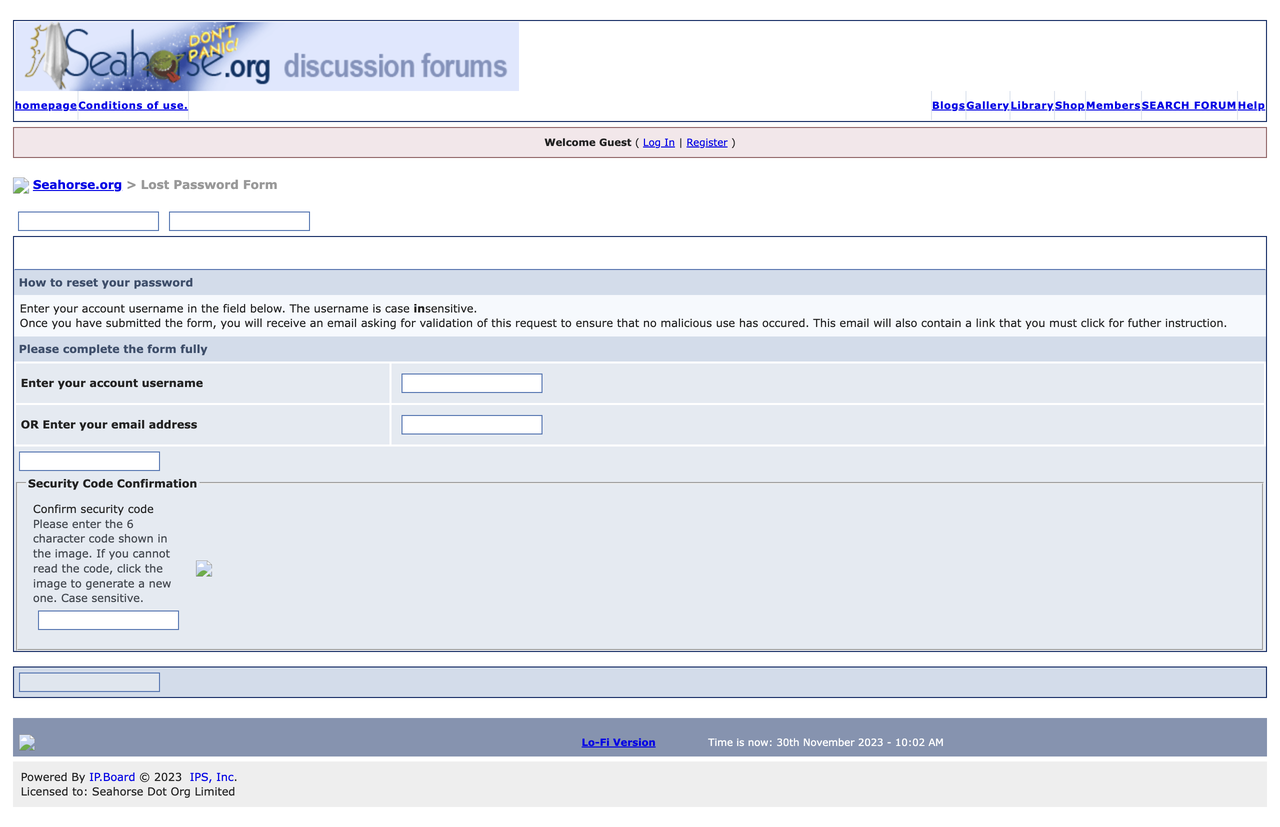 Seahorse.org DON'T PANIC! discussion forums
homepage Conditions of use. Blogs Gallery Library Shop Members SEARCH FORUM Help
Welcome Guest ( Log In | Register )
Seahorse.org > Lost Password Form
How to reset your password
Enter your account username in the field below. The username is case insensitive.
Once you have submitted the form, you will receive an email asking for validation of this request to ensure that no malicious use has occured. This email will also contain a link that you must click for futher instruction.
Please complete the form fully
Enter your account username
OR Enter your email address
Security Code Confirmation
Confirm security code
Please enter the 6
character code shown in
the image. If you cannot
read the code, click the
image to generate a new
one. Case sensitive.
Lo-Fi Version Time is now: 30th November 2023 - 10:02 AM
Powered By IP.Board © 2023 IPS, Inc.
Licensed to: Seahorse Dot Org Limited